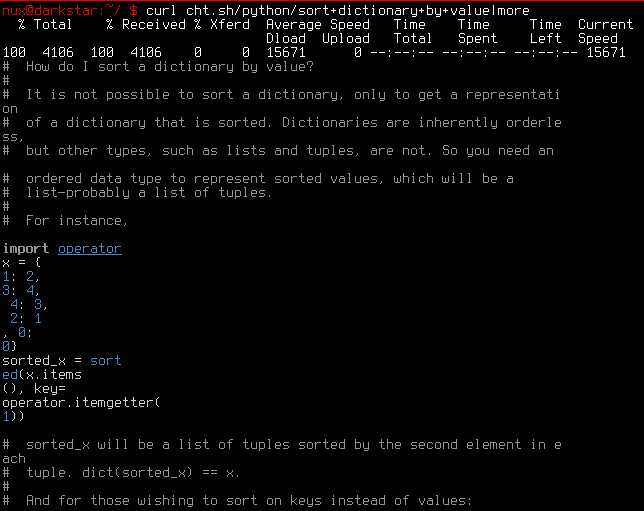 nux@darkstar:~/ $ curl cht.sh/python/sort+dictionary+by+value|more
% Total % Received % Xferd Average Speed Time Time Time Current
Dload Upload Total Spent Left Speed
100 4106 100 4106 0 0 15671 0 --:--:-- --:--:-- --:--:-- 15671
# How do I sort a dictionary by value?
#
# It is not possible to sort a dictionary, only to get a representati
on
# of a dictionary that is sorted. Dictionaries are inherently orderle
ss,
# but other types, such as lists and tuples, are not. So you need an
# ordered data type to represent sorted values, which will be a
# list—probably a list of tuples.
#
# For instance,
import operator
x = {
1: 2,
3: 4,
4: 3,
2: 1
, 0:
0}
sorted_x = sort
ed(x.items
(), key=
operator.itemgetter(
1))
# sorted_x will be a list of tuples sorted by the second element in e
ach
# tuple. dict(sorted_x) == x.
#
# And for those wishing to sort on keys instead of values: